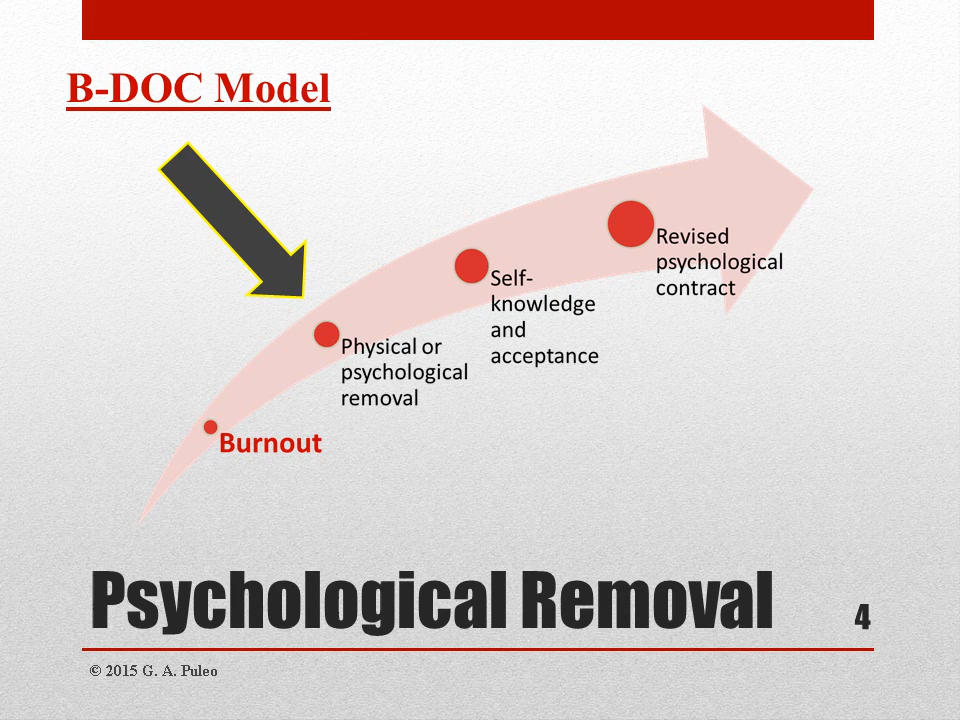 B-DOC Model
Revised
psychological
contract
Self-
knowledge
and
acceptance
Physical or
psychological
removal
Burnout
Psychological Removal
4
© 2015 G. A. Puleo